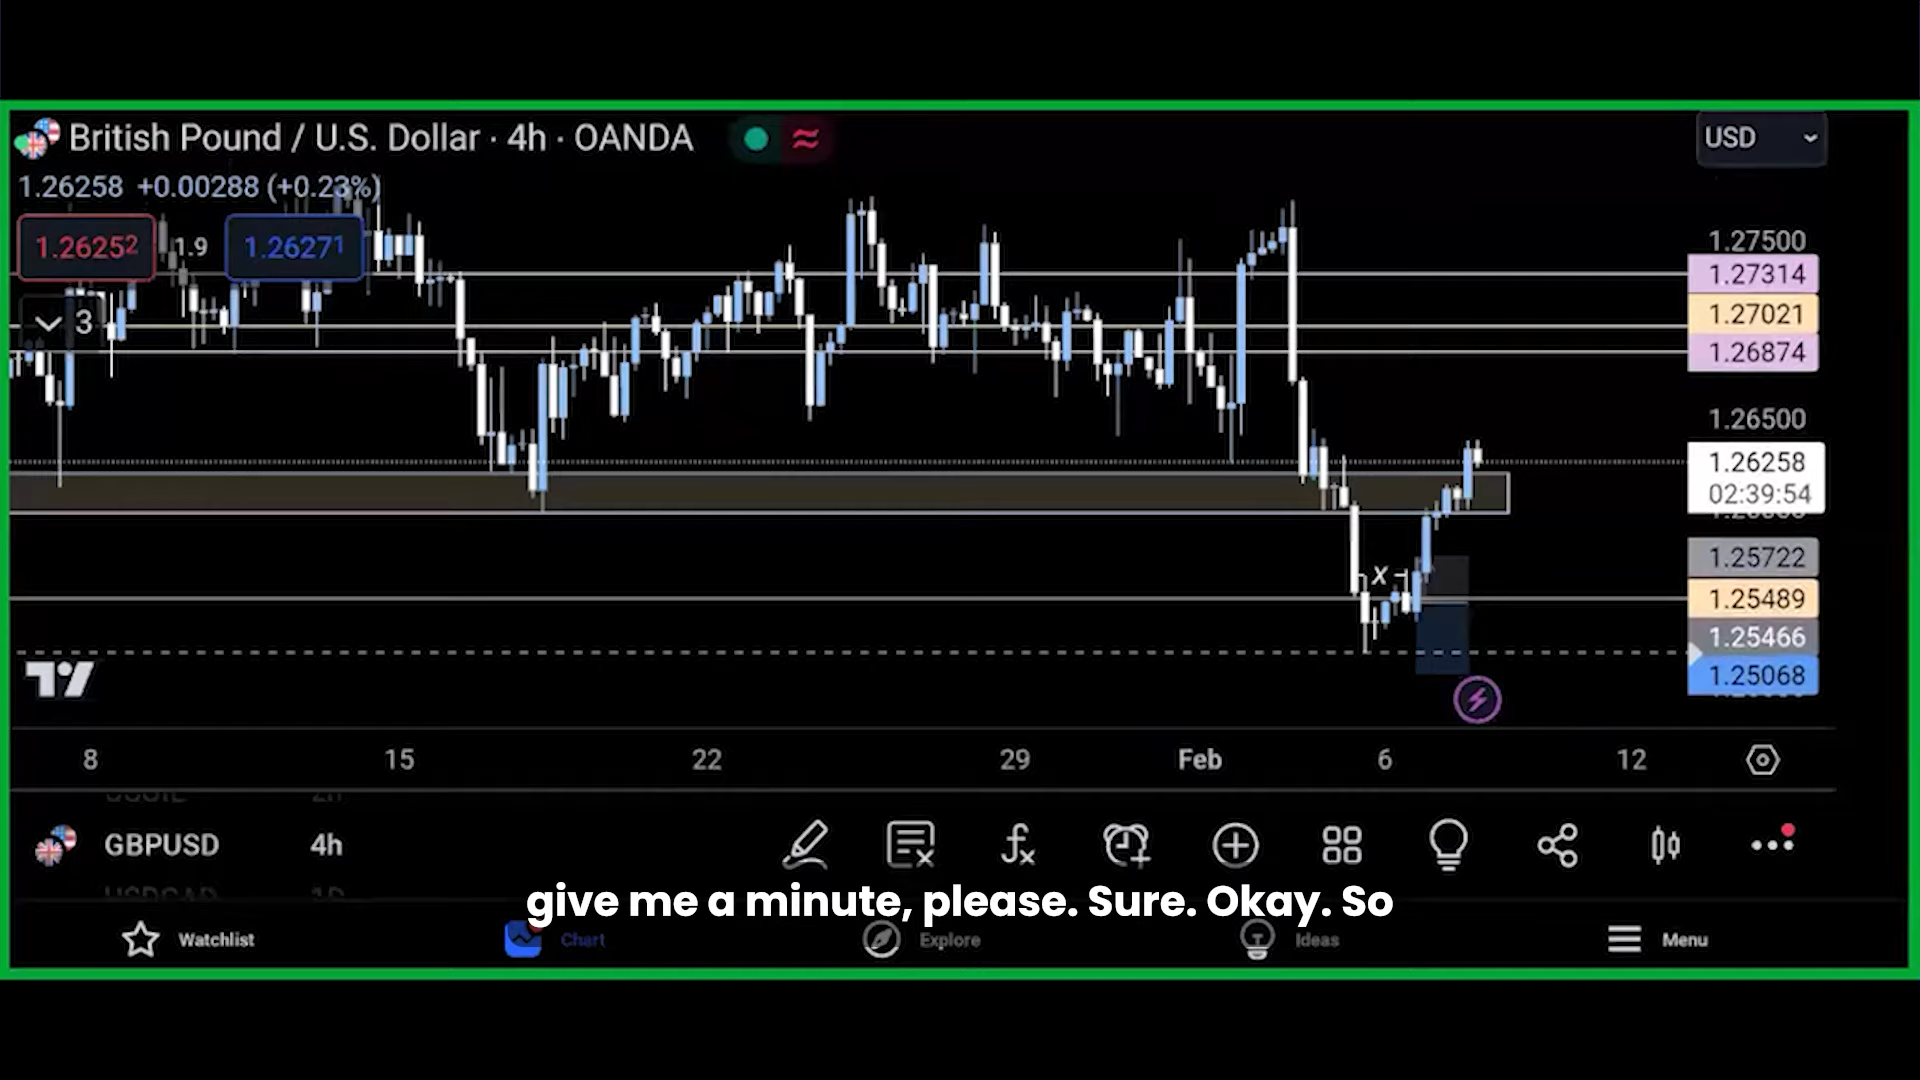 British Pound / U.S. Dollar · 4h · OANDA
USD
1.26258 +0.00288 (+0.23%)
1.26252 1.9 1.26271
3
1.27500
1.27314
1.27021
1.26874
1.26500
1.26258
02:39:54
X
1.25722
1.25489
1.25466
1.25068
8 15 22 29 Feb 6 12
GBPUSD 4h
give me a minute, please. Sure. Okay. So
Watchlist Chart Explore Ideas Menu